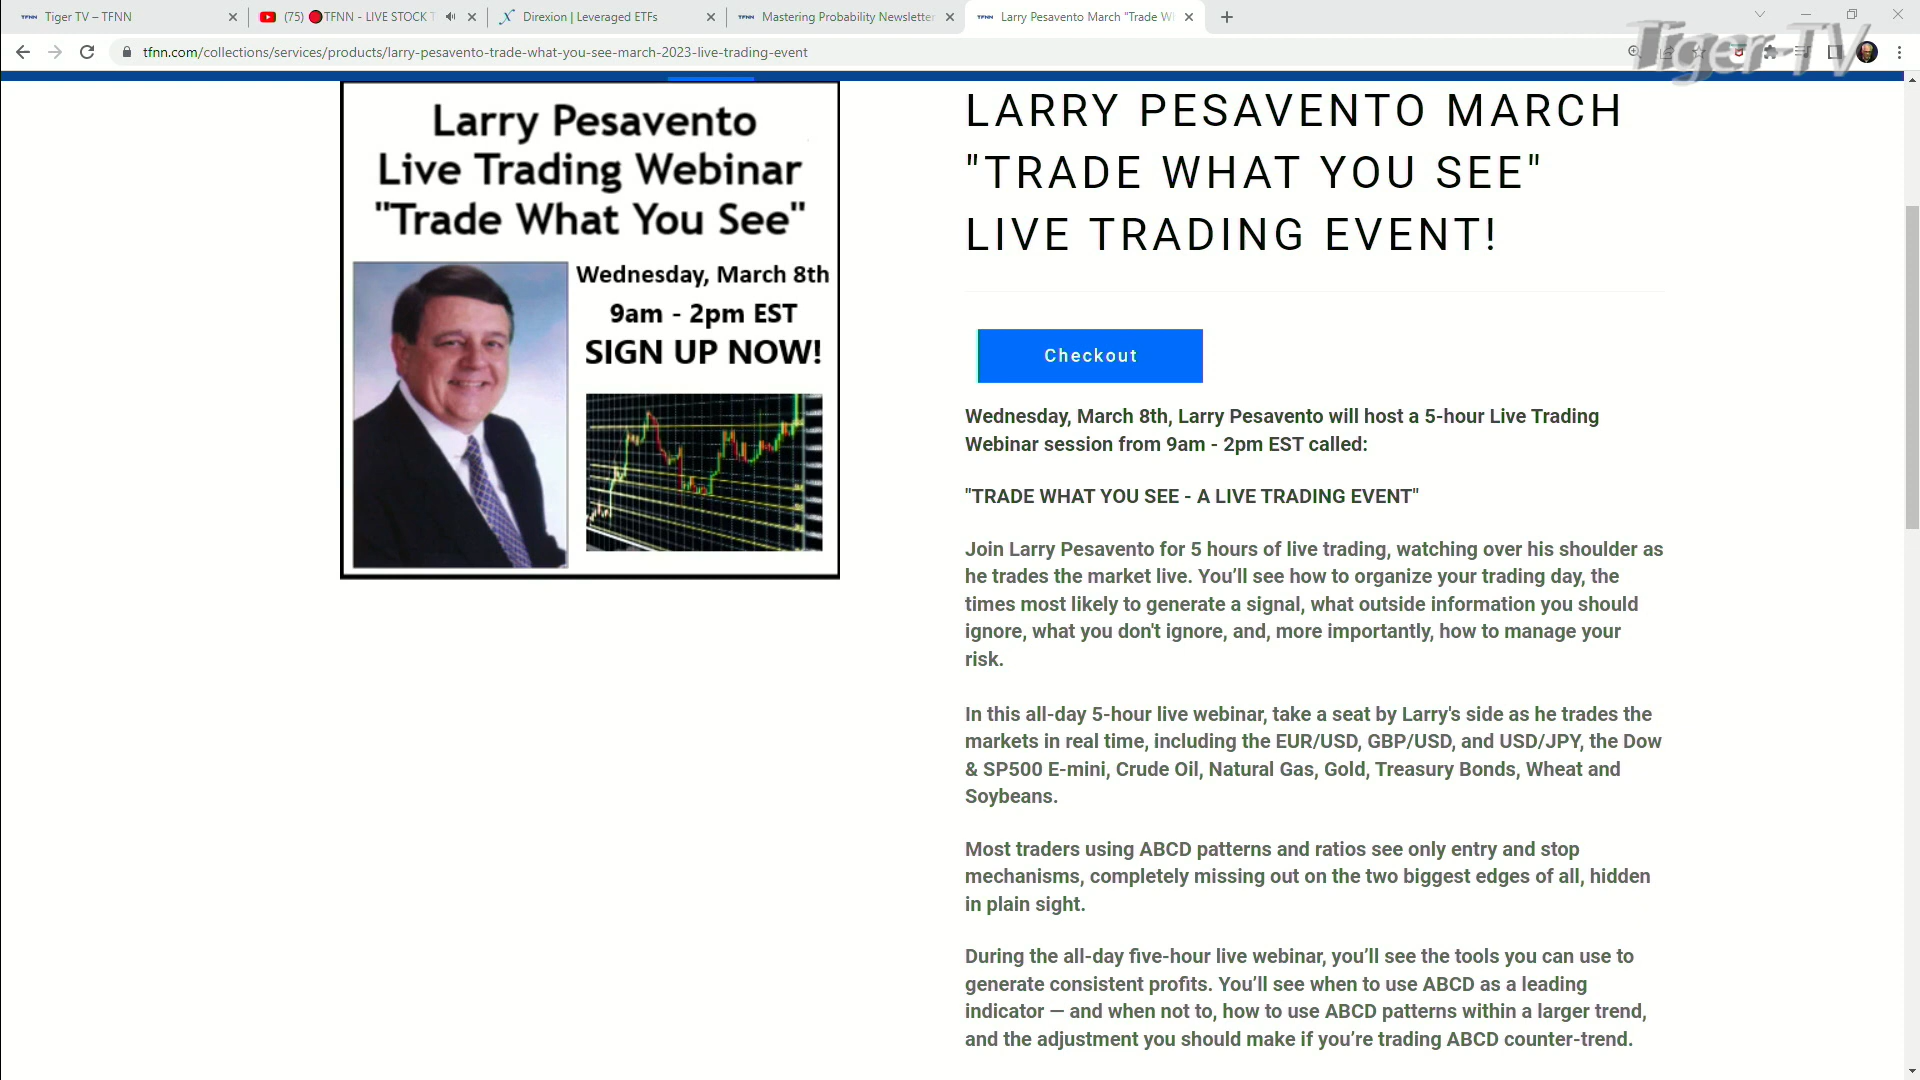 Tiger TV – TFNN
(75) TFNN - LIVE STOCK
Direxion | Leveraged ETFs
Mastering Probability Newsletter
Larry Pesavento March "Trade W
tfnn.com/collections/services/products/larry-pesavento-trade-what-you-see-march-2023-live-trading-event
Tiger-TV
Larry Pesavento
Live Trading Webinar
"Trade What You See"
Wednesday, March 8th
9am - 2pm EST
SIGN UP NOW!
LARRY PESAVENTO MARCH
"TRADE WHAT YOU SEE"
LIVE TRADING EVENT!
Checkout
Wednesday, March 8th, Larry Pesavento will host a 5-hour Live Trading
Webinar session from 9am - 2pm EST called:
"TRADE WHAT YOU SEE - A LIVE TRADING EVENT"
Join Larry Pesavento for 5 hours of live trading, watching over his shoulder as
he trades the market live. You’ll see how to organize your trading day, the
times most likely to generate a signal, what outside information you should
ignore, what you don't ignore, and, more importantly, how to manage your
risk.
In this all-day 5-hour live webinar, take a seat by Larry's side as he trades the
markets in real time, including the EUR/USD, GBP/USD, and USD/JPY, the Dow
& SP500 E-mini, Crude Oil, Natural Gas, Gold, Treasury Bonds, Wheat and
Soybeans.
Most traders using ABCD patterns and ratios see only entry and stop
mechanisms, completely missing out on the two biggest edges of all, hidden
in plain sight.
During the all-day five-hour live webinar, you’ll see the tools you can use to
generate consistent profits. You’ll see when to use ABCD as a leading
indicator — and when not to, how to use ABCD patterns within a larger trend,
and the adjustment you should make if you’re trading ABCD counter-trend.